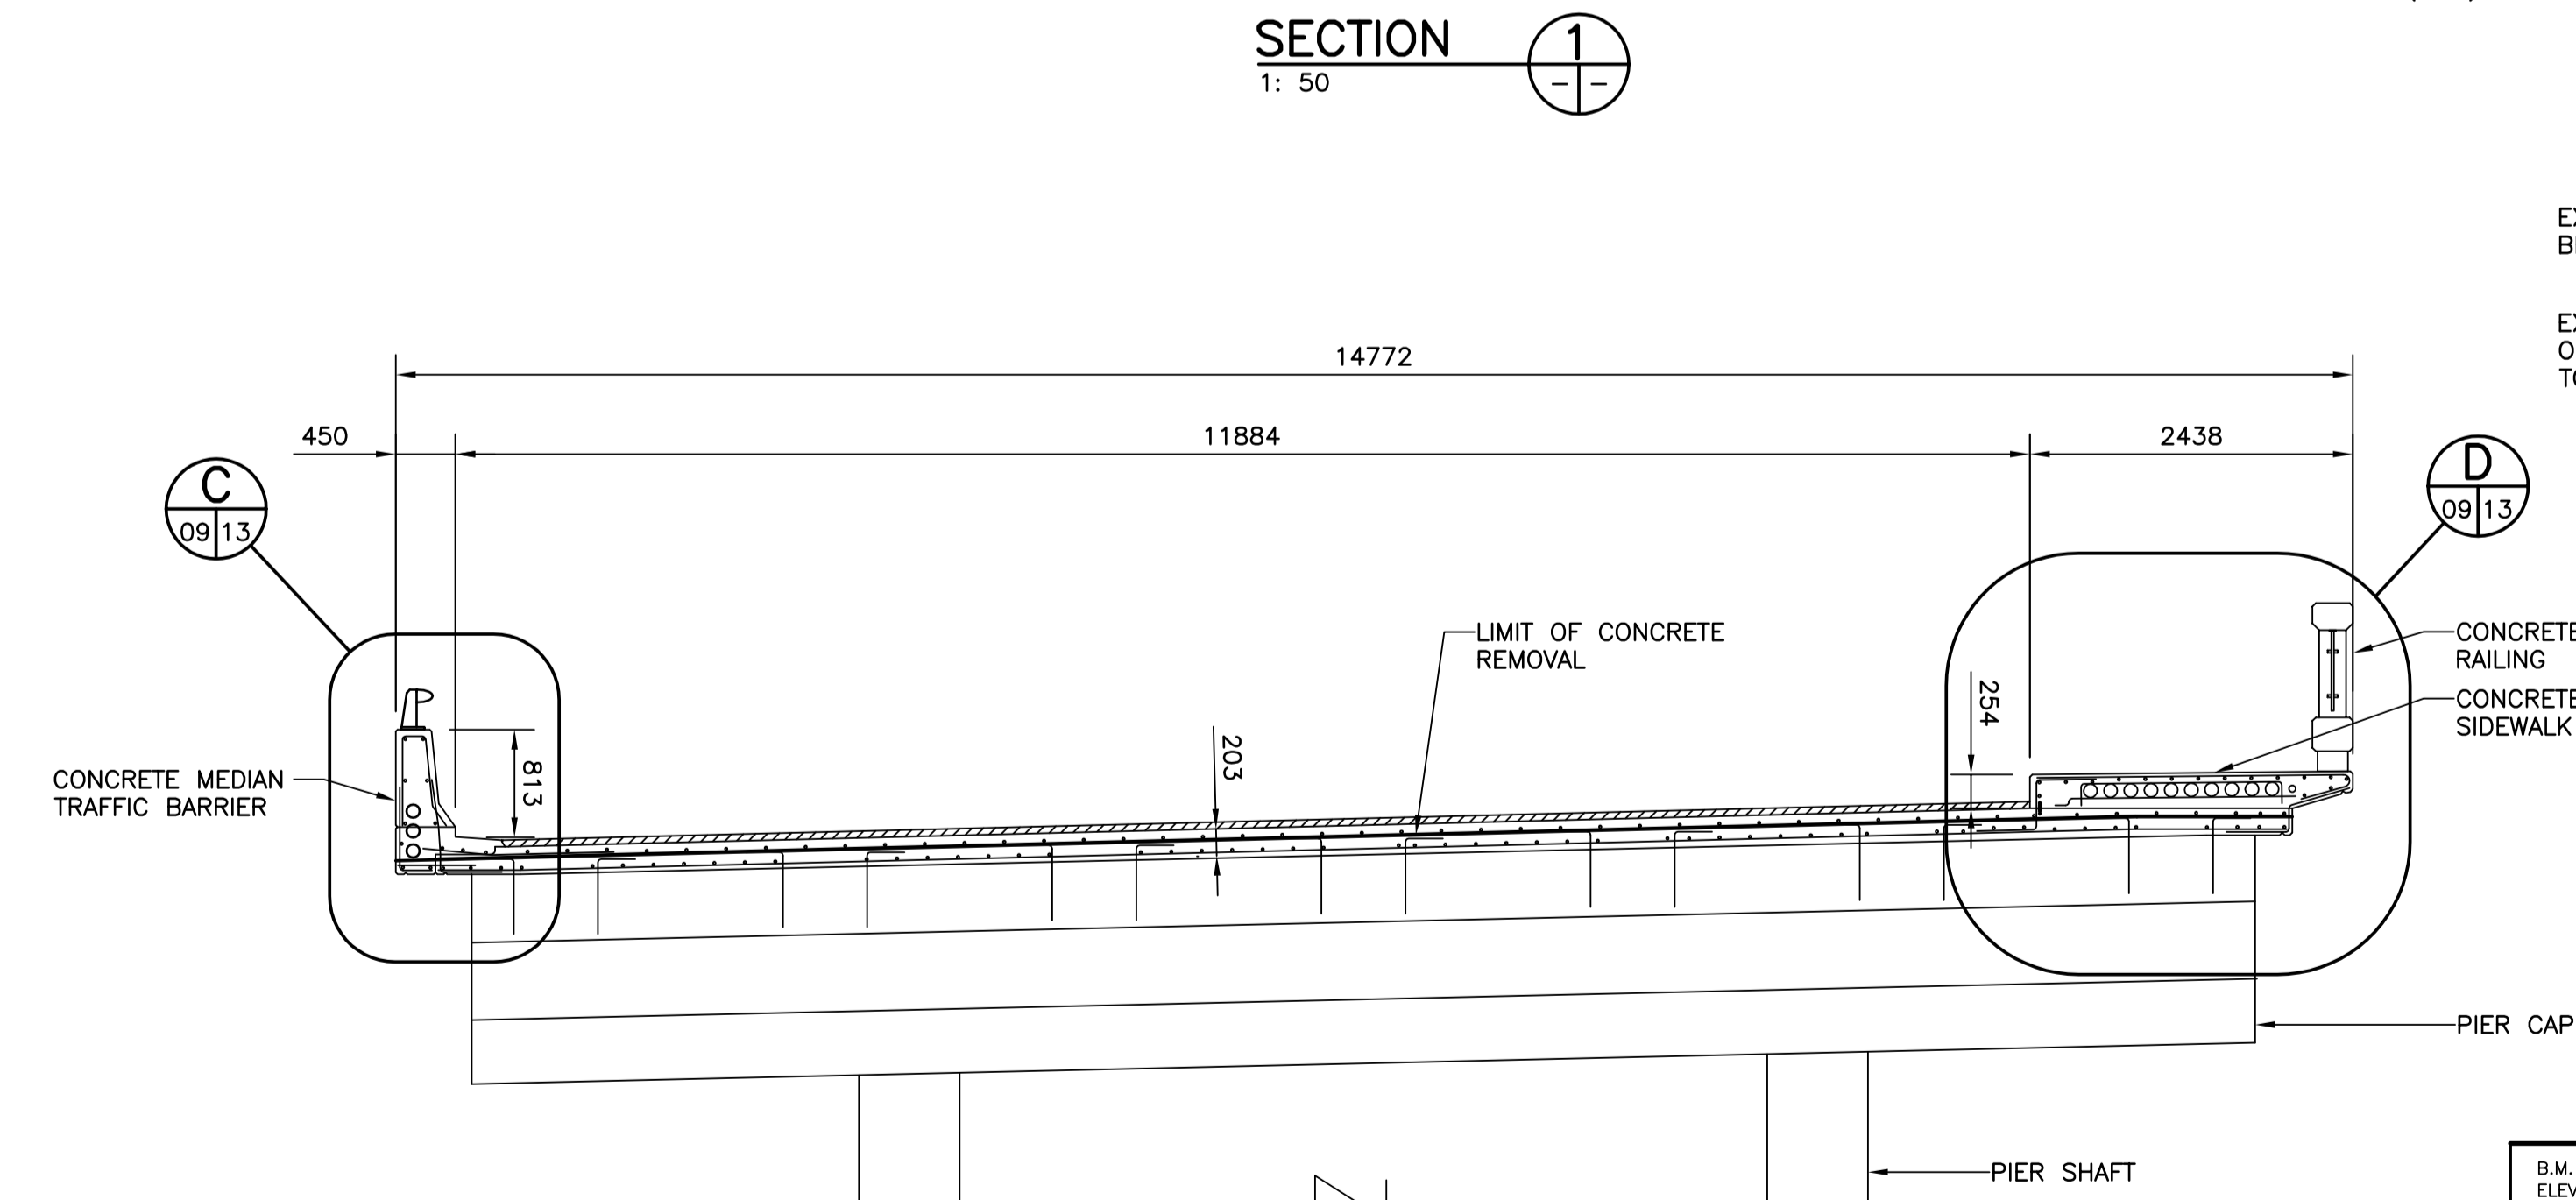 SECTION
1
1: 50
- -
14772
450
11884
2438
C
09 13
D
09 13
LIMIT OF CONCRETE
REMOVAL
CONCRETE
RAILING
CONCRETE
SIDEWALK
254
203
813
CONCRETE MEDIAN
TRAFFIC BARRIER
PIER CAP
PIER SHAFT
B.M.
ELEV